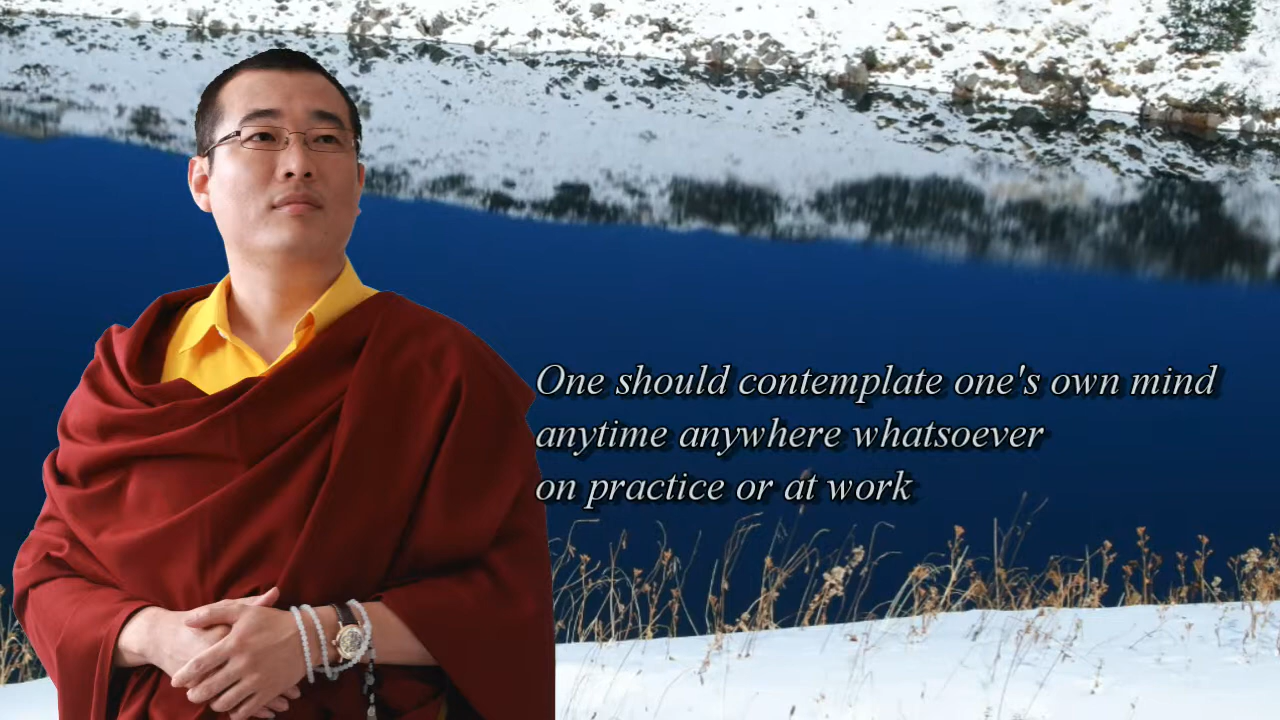 One should contemplate one's own mind
anytime anywhere whatsoever
on practice or at work